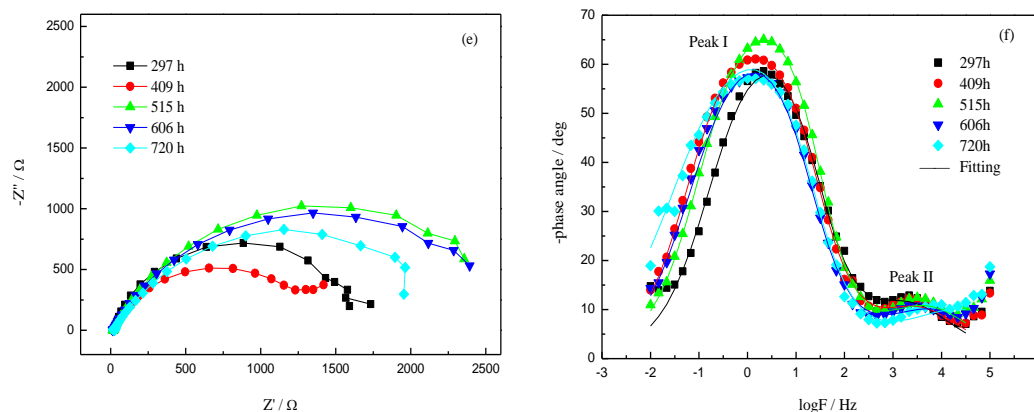 (e)
297 h
409 h
515 h
606 h
720 h
2500
2000
1500
1000
500
0
-Z'' / Ω
0 500 1000 1500 2000 2500
Z' / Ω
(f)
Peak I
Peak II
297h
409h
515h
606h
720h
Fitting
70
60
50
40
30
20
10
0
-phase angle / deg
-3 -2 -1 0 1 2 3 4 5 6
logF / Hz